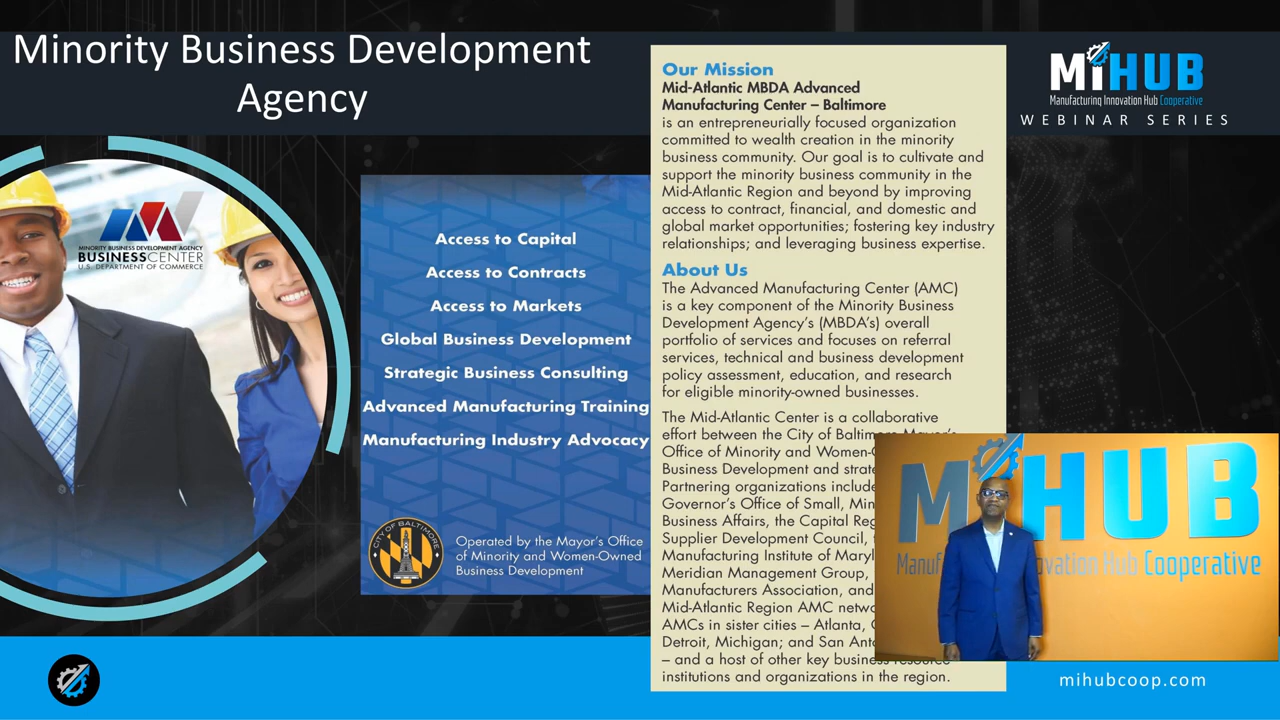 Minority Business Development
Agency
MINORITY BUSINESS DEVELOPMENT AGENCY
BUSINESSCENTER
U.S. DEPARTMENT OF COMMERCE
Access to Capital
Access to Contracts
Access to Markets
Global Business Development
Strategic Business Consulting
Advanced Manufacturing Training
Manufacturing Industry Advocacy
CITY OF BALTIMORE
Operated by the Mayor's Office
of Minority and Women-Owned
Business Development
Our Mission
Mid-Atlantic MBDA Advanced
Manufacturing Center – Baltimore
is an entrepreneurially focused organization
committed to wealth creation in the minority
business community. Our goal is to cultivate and
support the minority business community in the
Mid-Atlantic Region and beyond by improving
access to contract, financial, and domestic and
global market opportunities; fostering key industry
relationships; and leveraging business expertise.
About Us
The Advanced Manufacturing Center (AMC)
is a key component of the Minority Business
Development Agency's (MBDA's) overall
portfolio of services and focuses on referral
services, technical and business development
policy assessment, education, and research
for eligible minority-owned businesses.
The Mid-Atlantic Center is a collaborative
effort between the City of Baltimore Mayor's
Office of Minority and Women-
Business Development and
Partnering organizations include
Governor's Office of Small,
Business Affairs, the Capital
Supplier Development Council,
Manufacturing Institute of
Meridian Management Group,
Manufacturers Association, and
Mid-Atlantic Region AMC
AMCs in sister cities – Atlanta,
Detroit, Michigan; and San
– and a host of other key business resource
institutions and organizations in the region.
MiHUB
Manufacturing Innovation Hub Cooperative
WEBINAR SERIES
MiHUB
Manuf ovation Hub Cooperative
mihubcoop.com